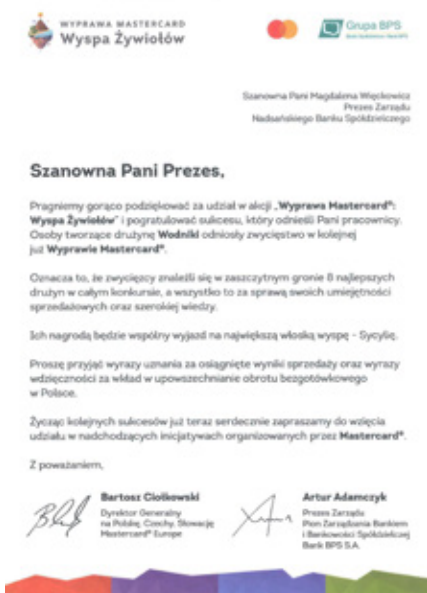 WYPRAWA MASTERCARD
Wyspa Żywiołów
Grupa BPS
Szanowna Pani Magdalena Więckowicz
Prezes Zarządu
Nadsańskiego Banku Spółdzielczego
Szanowna Pani Prezes,
Pragniemy gorąco podziękować za udział w akcji „Wyprawa Mastercard®:
Wyspa Żywiołów" i pogratulować sukcesu, który odnieśli Pani pracownicy.
Osoby tworzące drużynę Wodniki odniosły zwycięstwo w kolejnej
już Wyprawie Mastercard®.
Oznacza to, że zwycięzcy znaleźli się w zaszczytnym gronie 8 najlepszych
drużyn w całym konkursie, a wszystko to za sprawą swoich umiejętności
sprzedażowych oraz szerokiej wiedzy.
Ich nagrodą będzie wspólny wyjazd na największą włoską wyspę – Sycylię.
Proszę przyjąć wyrazy uznania za osiągnięte wyniki sprzedaży oraz wyrazy
wdzięczności za wkład w upowszechnianie obrotu bezgotówkowego
w Polsce.
Życząc kolejnych sukcesów już teraz serdecznie zapraszamy do wzięcia
udziału w nadchodzących inicjatywach organizowanych przez Mastercard®.
Z poważaniem,
Bartosz Ciołkowski
Dyrektor Generalny
na Polskę, Czechy, Słowację
Mastercard® Europe
Artur Adamczyk
Prezes Zarządu
Pion Zarządzania Bankiem
i Bankowości Spółdzielczej
Bank BPS S.A.